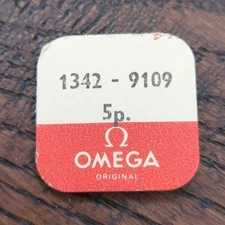 1342 - 9109
5p.
Ω
OMEGA
ORIGINAL